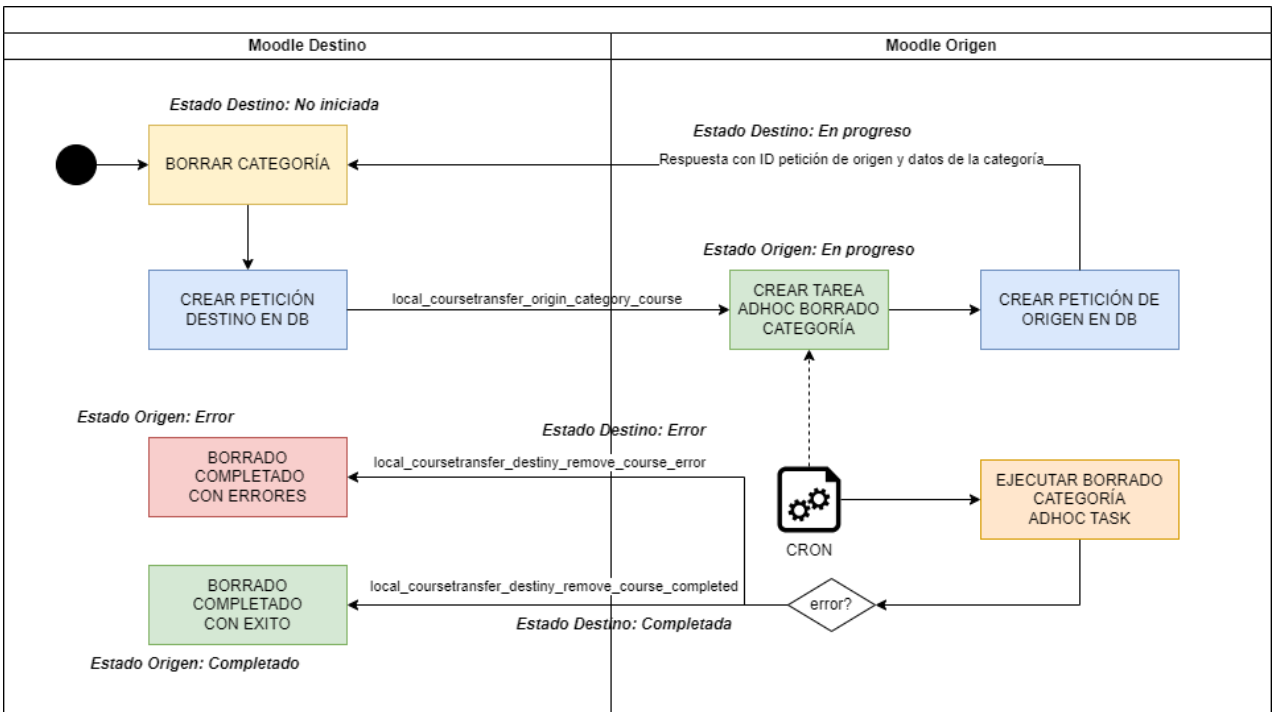 Moodle Destino
Moodle Origen
Estado Destino: No iniciada
BORRAR CATEGORÍA
Estado Destino: En progreso
Respuesta con ID petición de origen y datos de la categoría
Estado Origen: En progreso
CREAR PETICIÓN
DESTINO EN DB
local_coursetransfer_origin_category_course
CREAR TAREA
ADHOC BORRADO
CATEGORÍA
CREAR PETICIÓN DE
ORIGEN EN DB
Estado Origen: Error
Estado Destino: Error
BORRADO
COMPLETADO
CON ERRORES
local_coursetransfer_destiny_remove_course_error
CRON
EJECUTAR BORRADO
CATEGORÍA
ADHOC TASK
BORRADO
COMPLETADO
CON EXITO
local_coursetransfer_destiny_remove_course_completed
error?
Estado Destino: Completada
Estado Origen: Completado